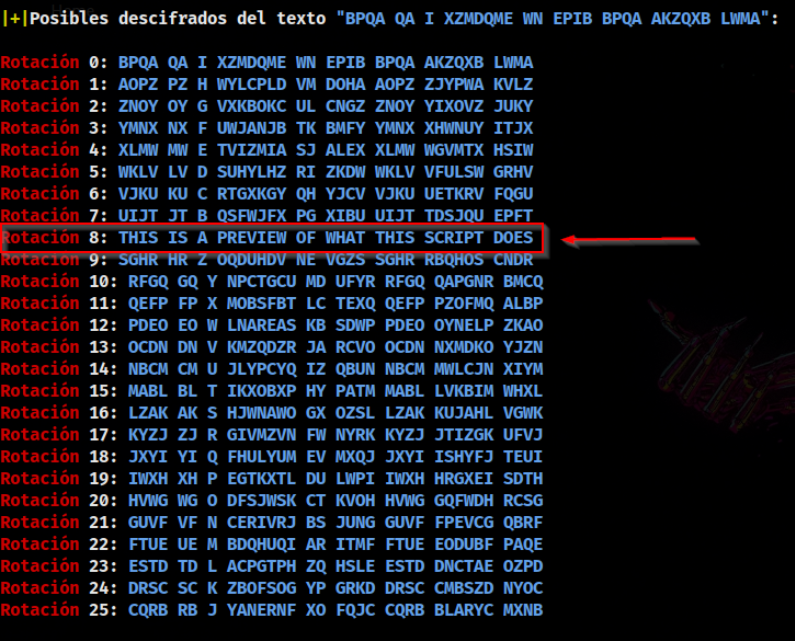 |+|Posibles descifrados del texto "BPQA QA I XZMDQME WN EPIB BPQA AKZQXB LWMA":
Rotación 0: BPQA QA I XZMDQME WN EPIB BPQA AKZQXB LWMA
Rotación 1: AOPZ PZ H WYLCPLD VM DOHA AOPZ ZJYPWA KVLZ
Rotación 2: ZNOY OY G VXKBOKC UL CNGZ ZNOY YIXOVZ JUKY
Rotación 3: YMNX NX F UWJANJB TK BMFY YMNX XHWNUY ITJX
Rotación 4: XLMW MW E TVIZMIA SJ ALEX XLMW WGVMTX HSIW
Rotación 5: WKLV LV D SUHYLHZ RI ZKDW WKLV VFULSW GRHV
Rotación 6: VJKU KU C RTGXKGY QH YJCV VJKU UETKRV FQGU
Rotación 7: UIJT JT B QSFWJFX PG XIBU UIJT TDSJQU EPFT
Rotación 8: THIS IS A PREVIEW OF WHAT THIS SCRIPT DOES
Rotación 9: SGHR HR Z OQDUHDV NE VGZS SGHR RBQHOS CNDR
Rotación 10: RFGQ GQ Y NPCTGCU MD UFYR RFGQ QAPGNR BMCQ
Rotación 11: QEFP FP X MOBSFBT LC TEXQ QEFP PZOFMQ ALBP
Rotación 12: PDEO EO W LNAREAS KB SDWP PDEO OYNELP ZKAO
Rotación 13: OCDN DN V KMZQDZR JA RCVO OCDN NXMDKO YJZN
Rotación 14: NBCM CM U JLYPCYQ IZ QBUN NBCM MWLCJN XIYM
Rotación 15: MABL BL T IKXOBXP HY PATM MABL LVKBIM WHXL
Rotación 16: LZAK AK S HJWNAWO GX OZSL LZAK KUJAHL VGWK
Rotación 17: KYZJ ZJ R GIVMZVN FW NYRK KYZJ JTIZGK UFVJ
Rotación 18: JXYI YI Q FHULYUM EV MXQJ JXYI ISHYFJ TEUI
Rotación 19: IWXH XH P EGTKXTL DU LWPI IWXH HRGXEI SDTH
Rotación 20: HVWG WG O DFSJWSK CT KVOH HVWG GQFWDH RCSG
Rotación 21: GUVF VF N CERIVRJ BS JUNG GUVF FPEVCG QBRF
Rotación 22: FTUE UE M BDQHUQI AR ITMF FTUE EODUBF PAQE
Rotación 23: ESTD TD L ACPGTPH ZQ HSLE ESTD DNCTAE OZPD
Rotación 24: DRSC SC K ZBOFSOG YP GRKD DRSC CMBSZD NYOC
Rotación 25: CQRB RB J YANERNF XO FQJC CQRB BLARYC MXNB